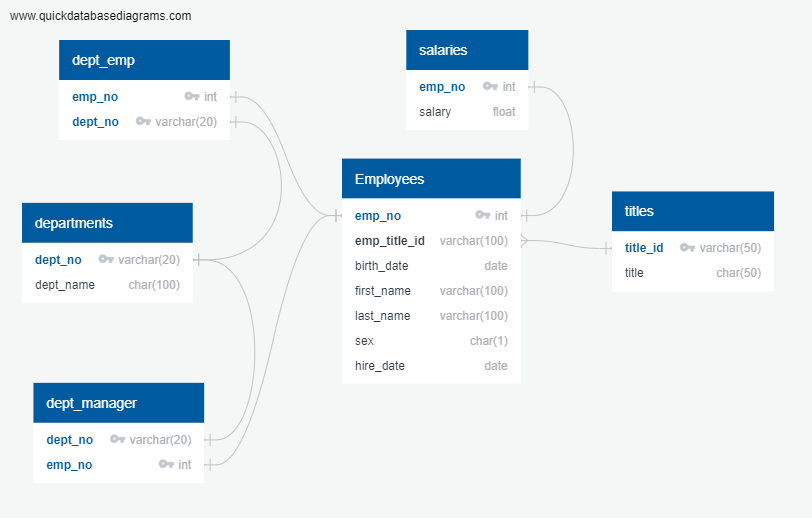 www.quickdatabasediagrams.com
dept_emp
emp_no int
dept_no varchar(20)
salaries
emp_no int
salary float
Employees
emp_no int
emp_title_id varchar(100)
birth_date date
first_name varchar(100)
last_name varchar(100)
sex char(1)
hire_date date
titles
title_id varchar(50)
title char(50)
departments
dept_no varchar(20)
dept_name char(100)
dept_manager
dept_no varchar(20)
emp_no int